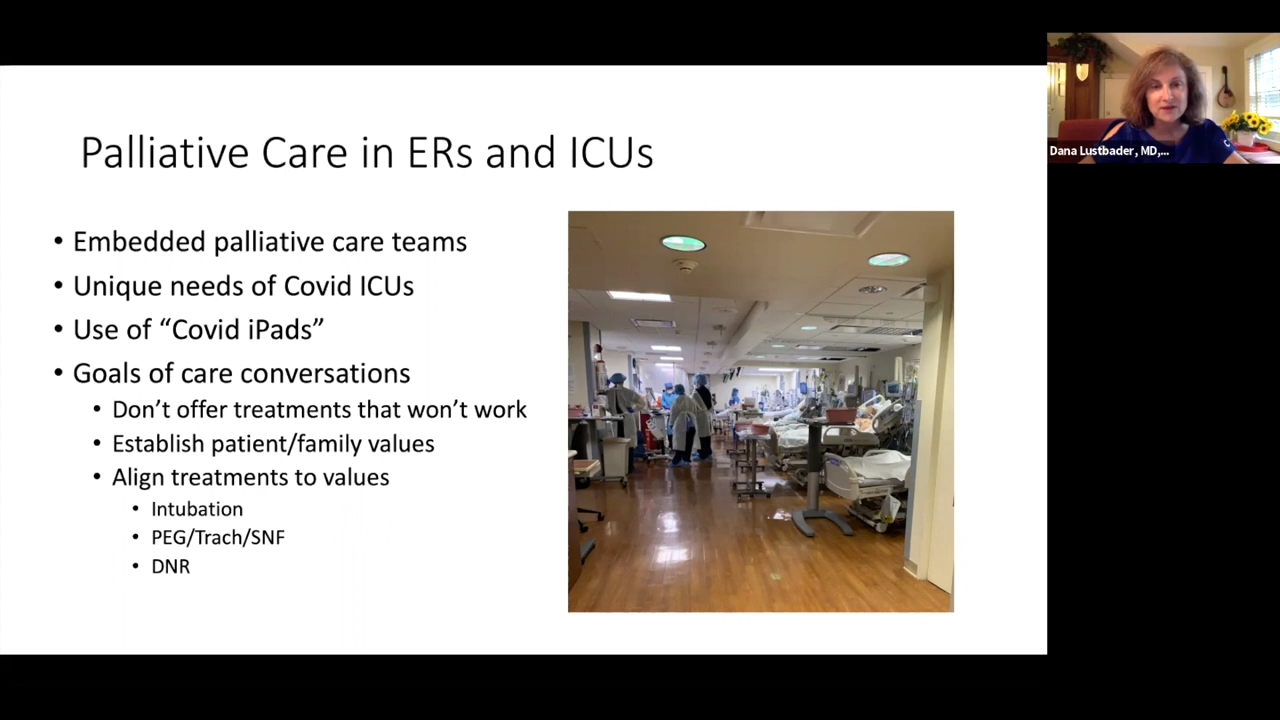 Palliative Care in ERs and ICUs
• Embedded palliative care teams
• Unique needs of Covid ICUs
• Use of “Covid iPads”
• Goals of care conversations
• Don’t offer treatments that won’t work
• Establish patient/family values
• Align treatments to values
• Intubation
• PEG/Trach/SNF
• DNR
Dana Lustbader, MD,...